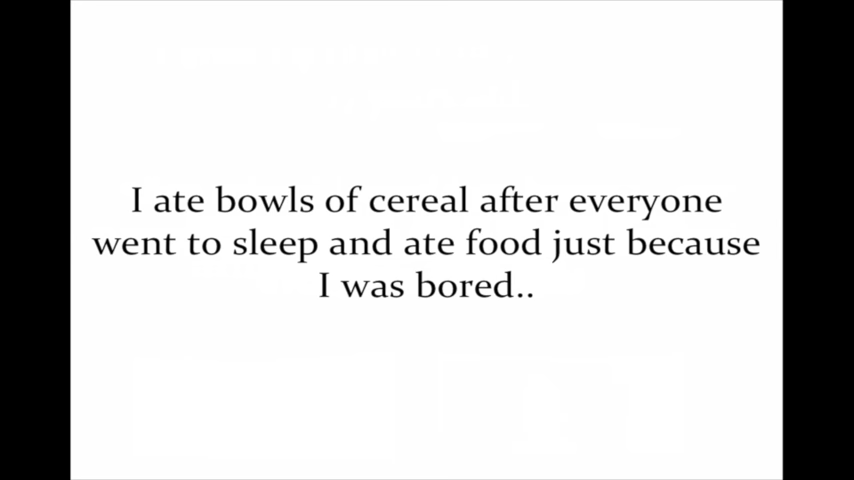 I ate bowls of cereal after everyone
went to sleep and ate food just because
I was bored..